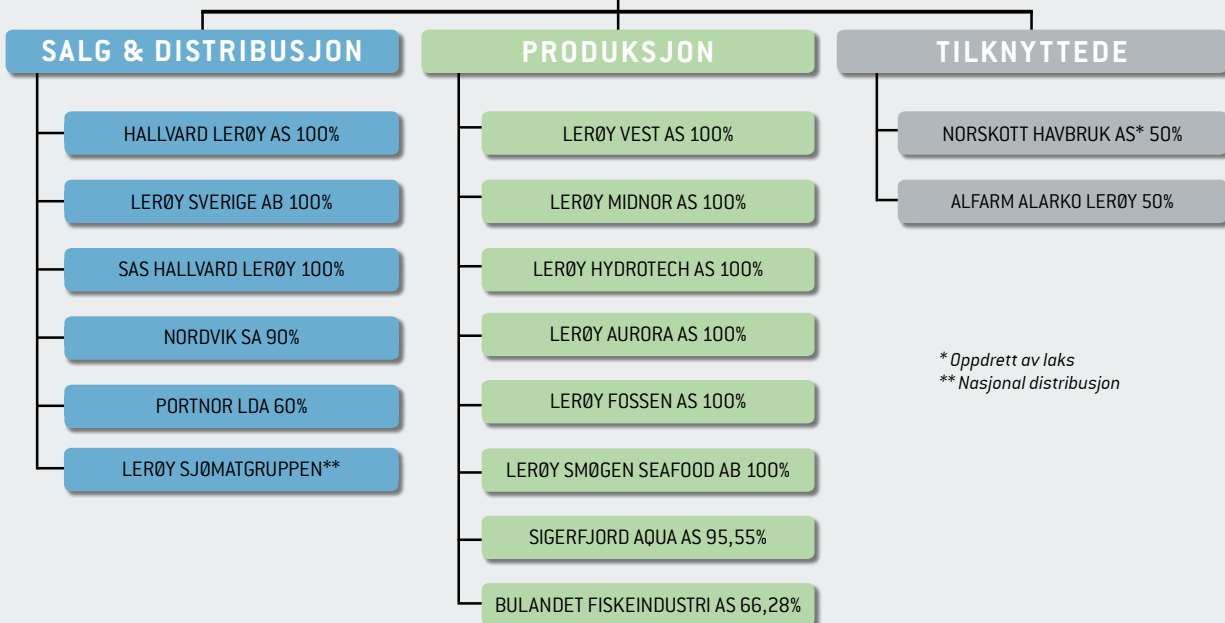 SALG & DISTRIBUSJON
HALLVARD LERØY AS 100%
LERØY SVERIGE AB 100%
SAS HALLVARD LERØY 100%
NORDVIK SA 90%
PORTNOR LDA 60%
LERØY SJØMATGRUPPEN**
PRODUKSJON
LERØY VEST AS 100%
LERØY MIDNOR AS 100%
LERØY HYDROTECH AS 100%
LERØY AURORA AS 100%
LERØY FOSSEN AS 100%
LERØY SMØGEN SEAFOOD AB 100%
SIGERFJORD AQUA AS 95,55%
BULANDET FISKEINDUSTRI AS 66,28%
TILKNYTTEDE
NORSKOTT HAVBRUK AS* 50%
ALFARM ALARKO LERØY 50%
* Oppdrett av laks
** Nasjonal distribusjon